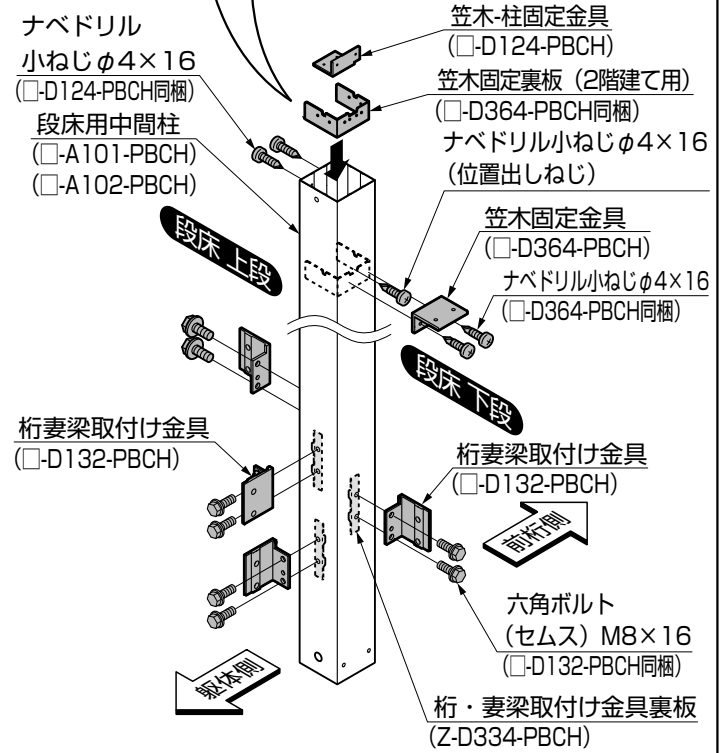 ナベドリル
小ねじφ4×16
(□-D124-PBCH同梱)
段床用中間柱
(□-A101-PBCH)
(□-A102-PBCH)
笠木-柱固定金具
(□-D124-PBCH)
笠木固定裏板（2階建て用）
(□-D364-PBCH同梱)
ナベドリル小ねじφ4×16
（位置出しねじ）
笠木固定金具
(□-D364-PBCH)
ナベドリル小ねじφ4×16
(□-D364-PBCH同梱)
段床 上段
段床 下段
桁妻梁取付け金具
(□-D132-PBCH)
桁妻梁取付け金具
(□-D132-PBCH)
前桁側
六角ボルト
（セムス）M8×16
(□-D132-PBCH同梱)
躯体側
桁・妻梁取付け金具裏板
(Z-D334-PBCH)